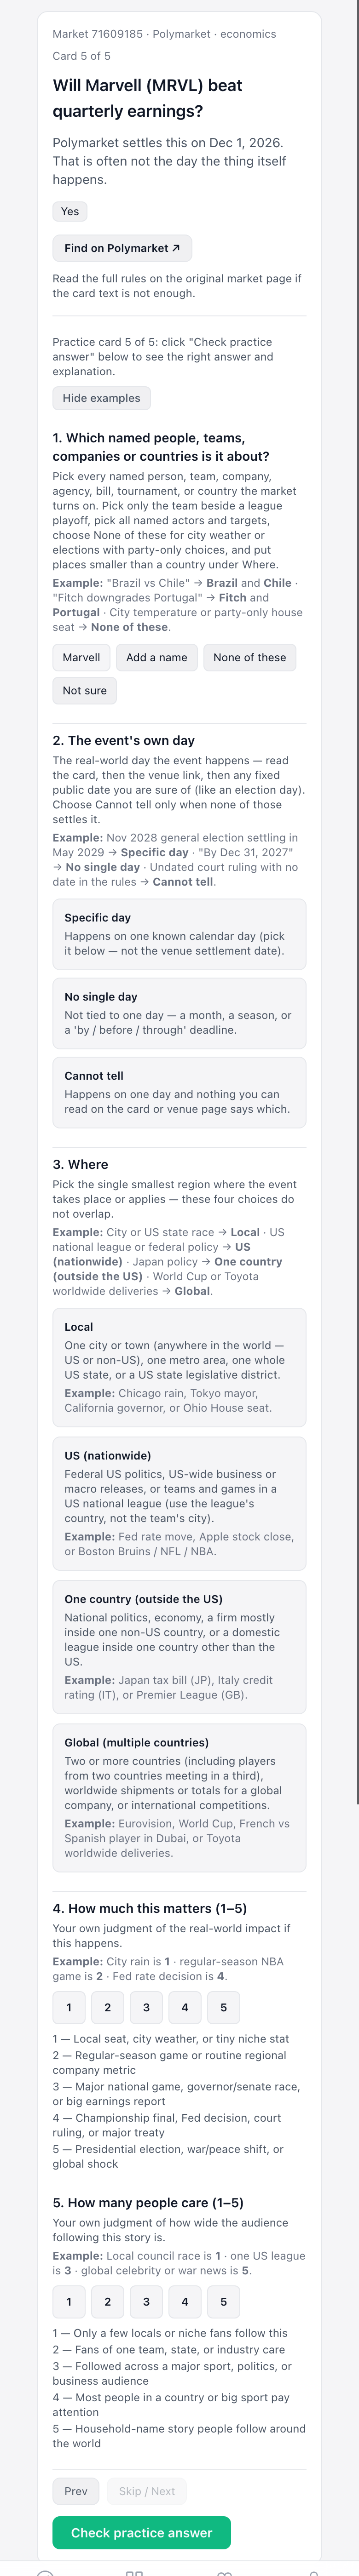 Market 71609185 · Polymarket · economics
Card 5 of 5
Will Marvell (MRVL) beat
quarterly earnings?
Polymarket settles this on Dec 1, 2026.
That is often not the day the thing itself
happens.
Yes
Find on Polymarket ↗
Read the full rules on the original market page if
the card text is not enough.
Practice card 5 of 5: click "Check practice
answer" below to see the right answer and
explanation.
Hide examples
1. Which named people, teams,
companies or countries is it about?
Pick every named person, team, company,
agency, bill, tournament, or country the market
turns on. Pick only the team beside a league
playoff, pick all named actors and targets,
choose None of these for city weather or
elections with party-only choices, and put
places smaller than a country under Where.
Example: "Brazil vs Chile" → Brazil and Chile ·
"Fitch downgrades Portugal" → Fitch and
Portugal · City temperature or party-only house
seat → None of these.
Marvell
Add a name
None of these
Not sure
2. The event's own day
The real-world day the event happens — read
the card, then the venue link, then any fixed
public date you are sure of (like an election day).
Choose Cannot tell only when none of those
settles it.
Example: Nov 2028 general election settling in
May 2029 → Specific day · "By Dec 31, 2027"
→ No single day · Undated court ruling with no
date in the rules → Cannot tell.
Specific day
Happens on one known calendar day (pick
it below — not the venue settlement date).
No single day
Not tied to one day — a month, a season, or
a 'by / before / through' deadline.
Cannot tell
Happens on one day and nothing you can
read on the card or venue page says which.
3. Where
Pick the single smallest region where the event
takes place or applies — these four choices do
not overlap.
Example: City or US state race → Local · US
national league or federal policy → US
(nationwide) · Japan policy → One country
(outside the US) · World Cup or Toyota
worldwide deliveries → Global.
Local
One city or town (anywhere in the world —
US or non-US), one metro area, one whole
US state, or a US state legislative district.
Example: Chicago rain, Tokyo mayor,
California governor, or Ohio House seat.
US (nationwide)
Federal US politics, US-wide business or
macro releases, or teams and games in a
US national league (use the league's
country, not the team's city).
Example: Fed rate move, Apple stock close,
or Boston Bruins / NFL / NBA.
One country (outside the US)
National politics, economy, a firm mostly
inside one non-US country, or a domestic
league inside one country other than the
US.
Example: Japan tax bill (JP), Italy credit
rating (IT), or Premier League (GB).
Global (multiple countries)
Two or more countries (including players
from two countries meeting in a third),
worldwide shipments or totals for a global
company, or international competitions.
Example: Eurovision, World Cup, French vs
Spanish player in Dubai, or Toyota
worldwide deliveries.
4. How much this matters (1–5)
Your own judgment of the real-world impact if
this happens.
Example: City rain is 1 · regular-season NBA
game is 2 · Fed rate decision is 4.
1 2 3 4 5
1 — Local seat, city weather, or tiny niche stat
2 — Regular-season game or routine regional
company metric
3 — Major national game, governor/senate race,
or big earnings report
4 — Championship final, Fed decision, court
ruling, or major treaty
5 — Presidential election, war/peace shift, or
global shock
5. How many people care (1–5)
Your own judgment of how wide the audience
following this story is.
Example: Local council race is 1 · one US league
is 3 · global celebrity or war news is 5.
1 2 3 4 5
1 — Only a few locals or niche fans follow this
2 — Fans of one team, state, or industry care
3 — Followed across a major sport, politics, or
business audience
4 — Most people in a country or big sport pay
attention
5 — Household-name story people follow around
the world
Prev
Skip / Next
Check practice answer